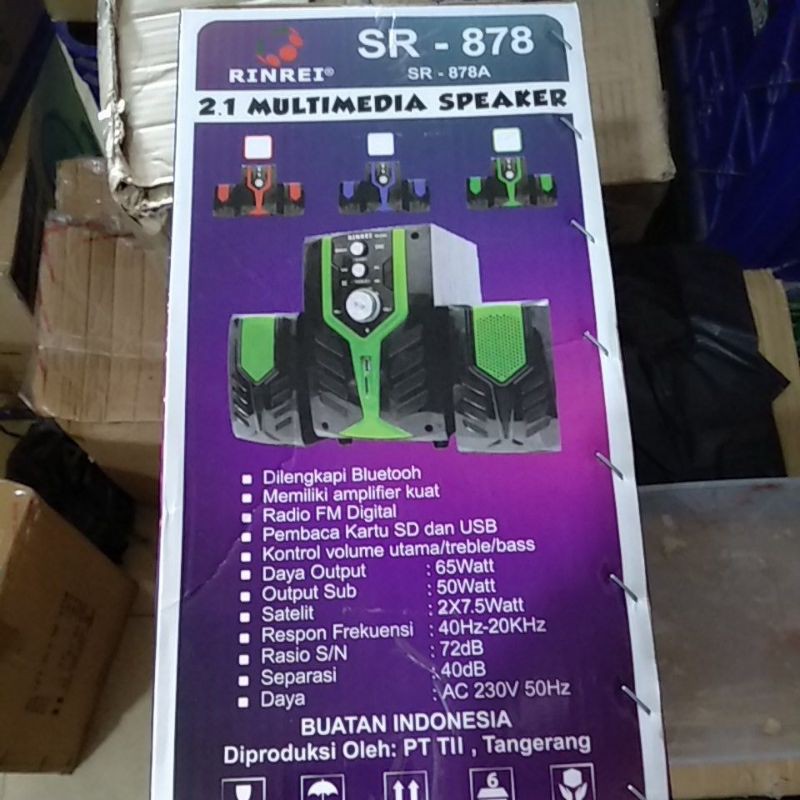 RINREI®
SR - 878
SR - 878A
2.1 MULTIMEDIA SPEAKER
RINREI
Dilengkapi Bluetooh
Memiliki amplifier kuat
Radio FM Digital
Pembaca Kartu SD dan USB
Kontrol volume utama/treble/bass
Daya Output : 65Watt
Output Sub : 50Watt
Satelit : 2X7.5Watt
Respon Frekuensi : 40Hz-20KHz
Rasio S/N : 72dB
Separasi : 40dB
Daya : AC 230V 50Hz
BUATAN INDONESIA
Diproduksi Oleh: PT TII , Tangerang
6